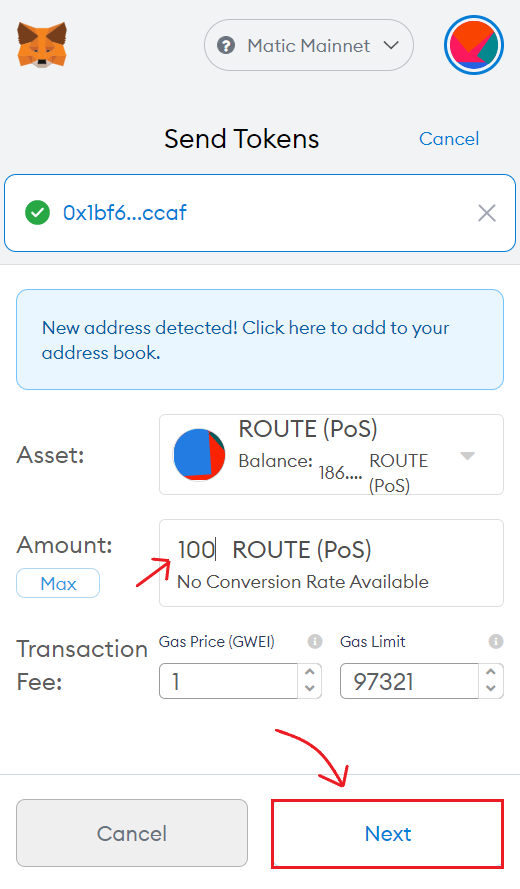 Matic Mainnet
Send Tokens
Cancel
0x1bf6...ccaf
New address detected! Click here to add to your
address book.
Asset:
ROUTE (PoS)
Balance: 186.... ROUTE
(PoS)
Amount:
Max
100 ROUTE (PoS)
No Conversion Rate Available
Transaction
Fee:
Gas Price (GWEI)
Gas Limit
1
97321
Cancel
Next